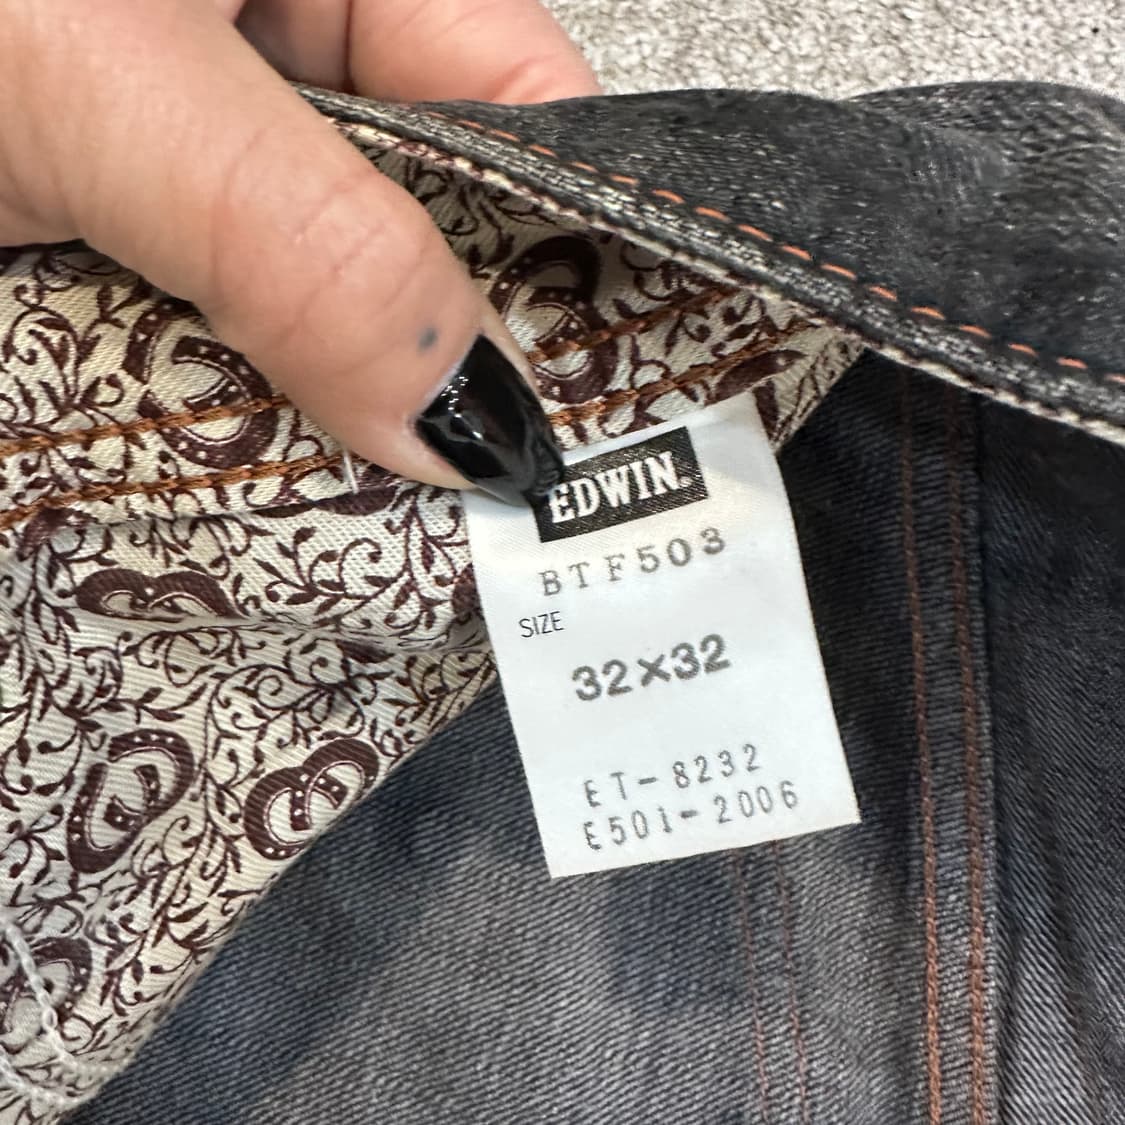 EDWIN.
BTF503
SIZE
32×32
ET-8232
E501-2006